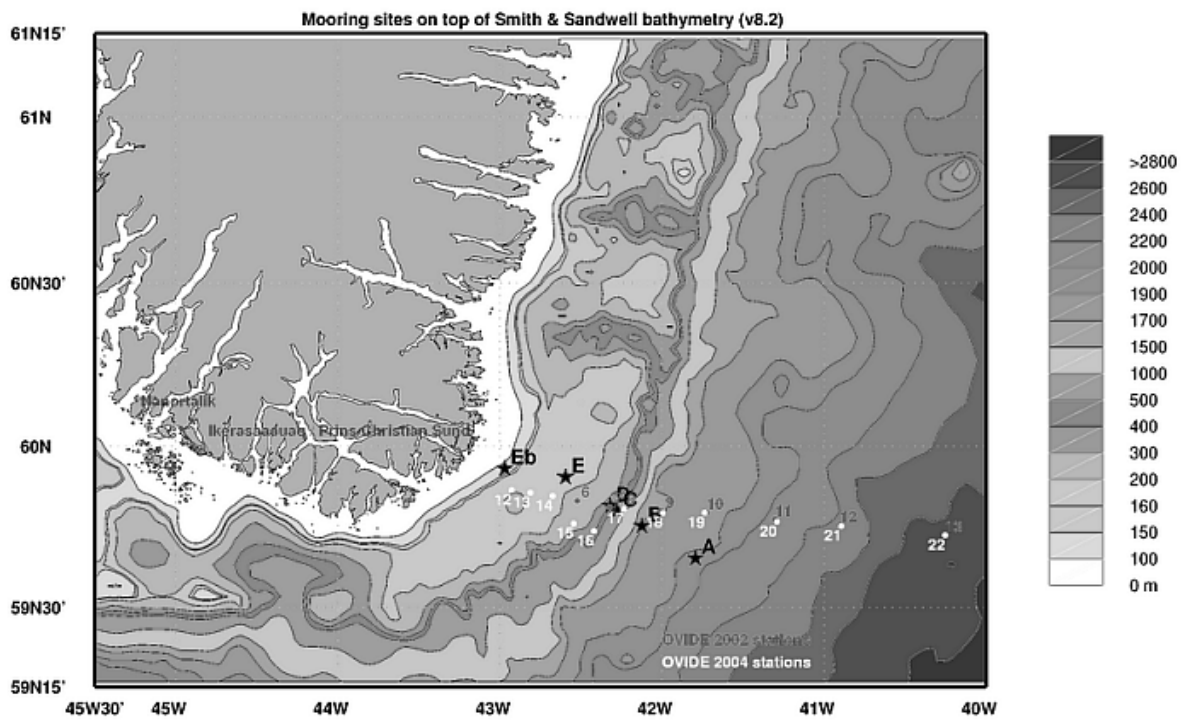 Mooring sites on top of Smith & Sandwell bathymetry (v8.2)
61N15'
61N
60N30'
60N
59N30'
59N15'
45W30'
45W
44W
43W
42W
41W
40W
>2800
2600
2400
2200
2000
1900
1700
1500
1000
500
400
300
200
160
150
100
0 m
Nanortalik
Ikerasaaduaq
Prins Christian Sund
Eb
E
6
12
13
14
15
16
17
C
18
9
10
19
A
11
20
12
21
13
22
OVIDE 2002 stations
OVIDE 2004 stations